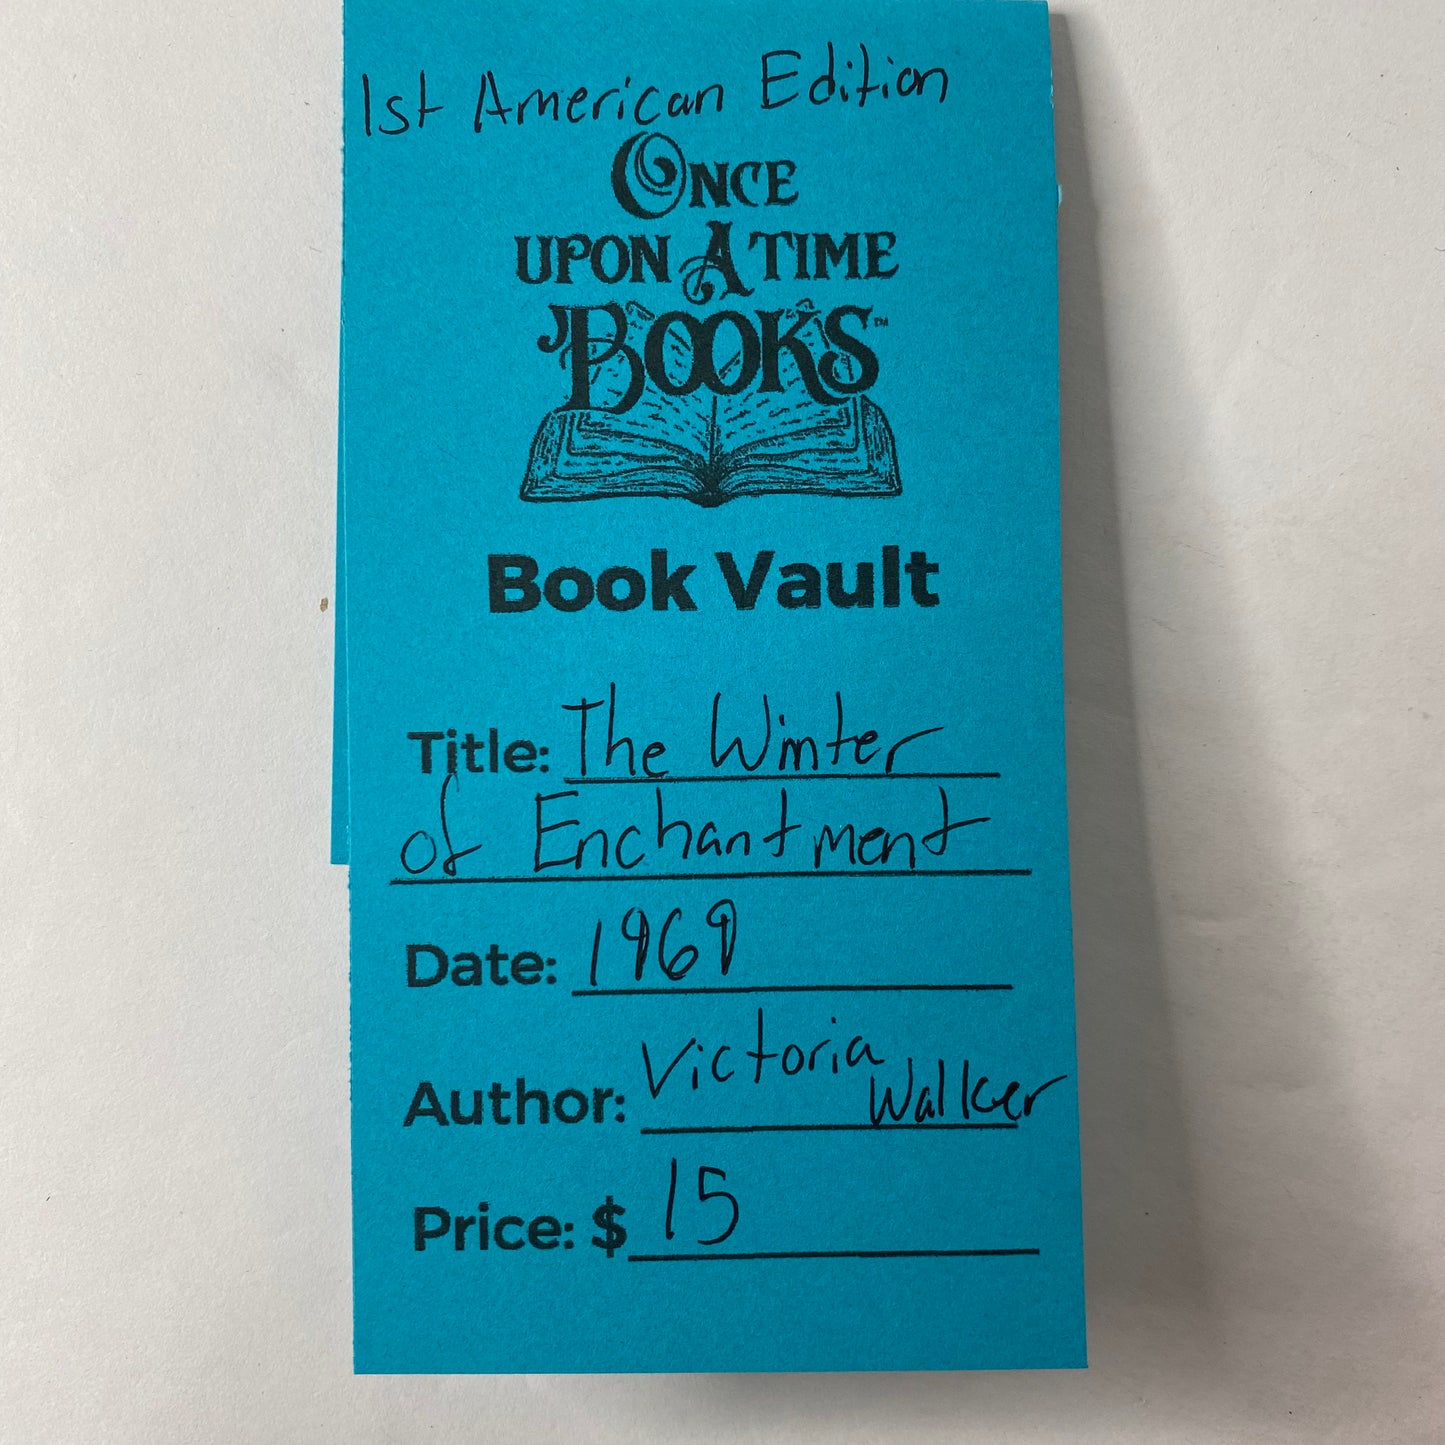 1st American Edition
ONCE
UPON A TIME
BOOKS™
Book Vault
Title: The Winter
of Enchantment
Date: 1969
Author: Victoria
Walker
Price: $ 15